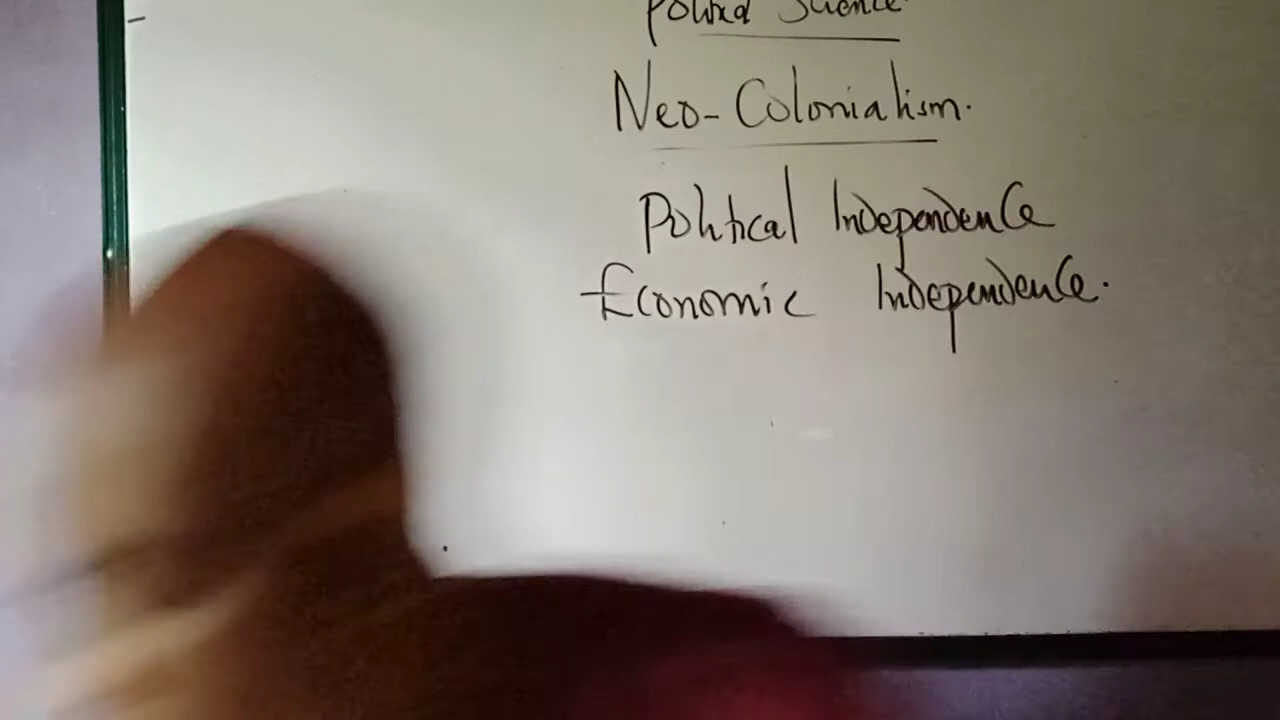 Political Science
Neo-Colonialism.
Political Independence
Economic Independence.